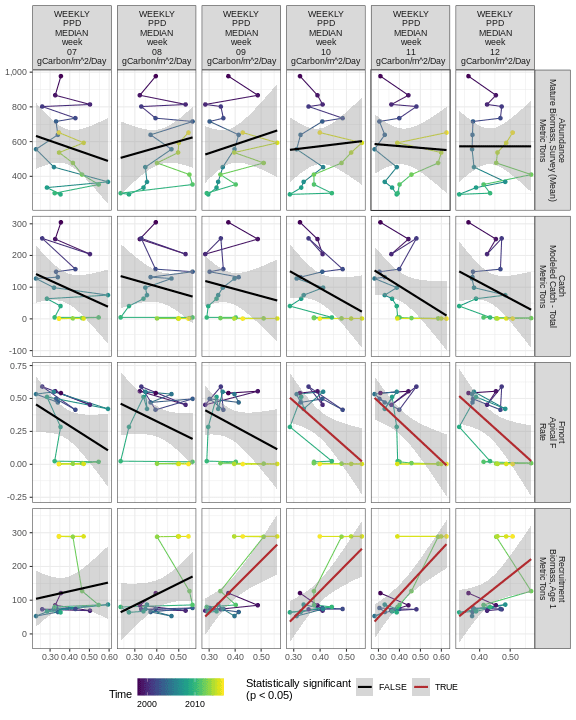 WEEKLY
PPD
MEDIAN
week
07
gCarbon/m^2/Day
WEEKLY
PPD
MEDIAN
week
08
gCarbon/m^2/Day
WEEKLY
PPD
MEDIAN
week
09
gCarbon/m^2/Day
WEEKLY
PPD
MEDIAN
week
10
gCarbon/m^2/Day
WEEKLY
PPD
MEDIAN
week
11
gCarbon/m^2/Day
WEEKLY
PPD
MEDIAN
week
12
gCarbon/m^2/Day
1,000
800
600
400
Abundance
Mature Biomass, Survey (Mean)
Metric Tons
300
200
100
0
-100
Catch
Modeled Catch - Total
Metric Tons
0.75
0.50
0.25
0.00
-0.25
Fmort
Apical F
Rate
300
200
100
0
Recruitment
Biomass, Age 1
Metric Tons
0.30 0.40 0.50 0.60
0.30 0.40 0.50
0.30 0.40 0.50
0.30 0.40 0.50
0.30 0.40 0.50 0.60
0.40 0.50
Time
2000 2010
Statistically significant
(p < 0.05)
FALSE
TRUE